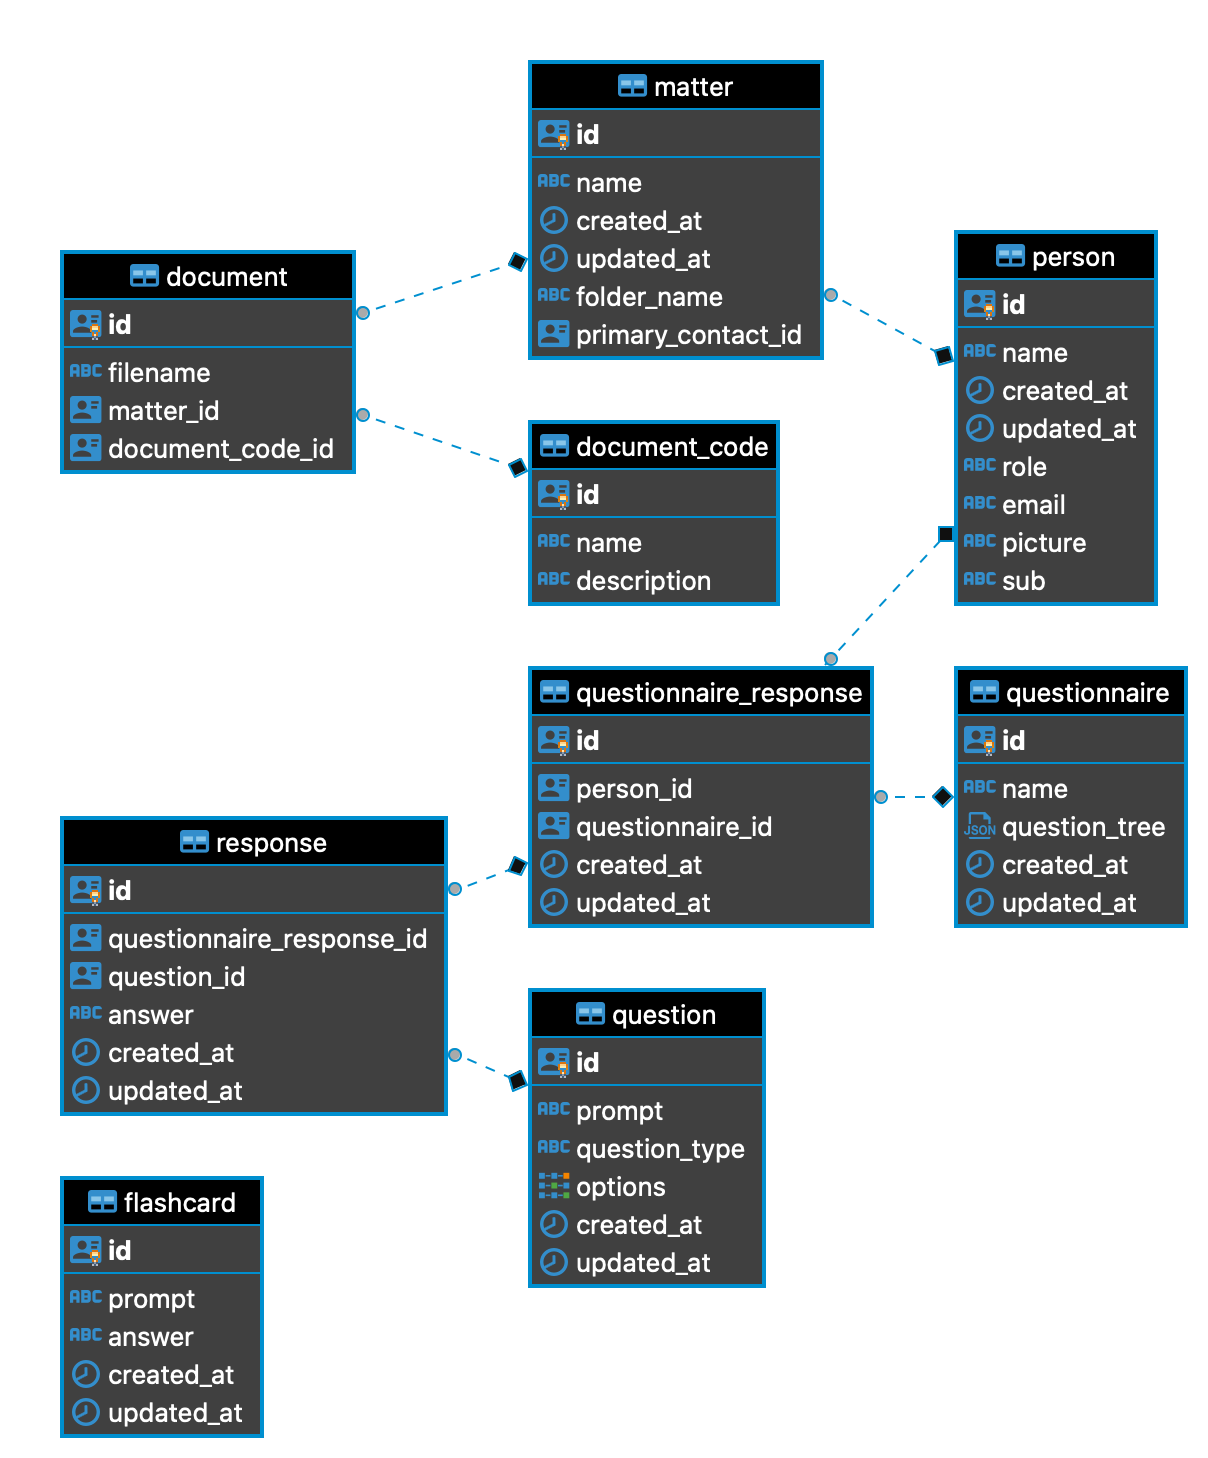 matter
id
ABC name
created_at
updated_at
ABC folder_name
primary_contact_id
document
id
ABC filename
matter_id
document_code_id
person
id
ABC name
created_at
updated_at
ABC role
ABC email
ABC picture
ABC sub
document_code
id
ABC name
ABC description
questionnaire_response
id
person_id
questionnaire_id
created_at
updated_at
questionnaire
id
ABC name
JSON question_tree
created_at
updated_at
response
id
questionnaire_response_id
question_id
ABC answer
created_at
updated_at
question
id
ABC prompt
ABC question_type
options
created_at
updated_at
flashcard
id
ABC prompt
ABC answer
created_at
updated_at